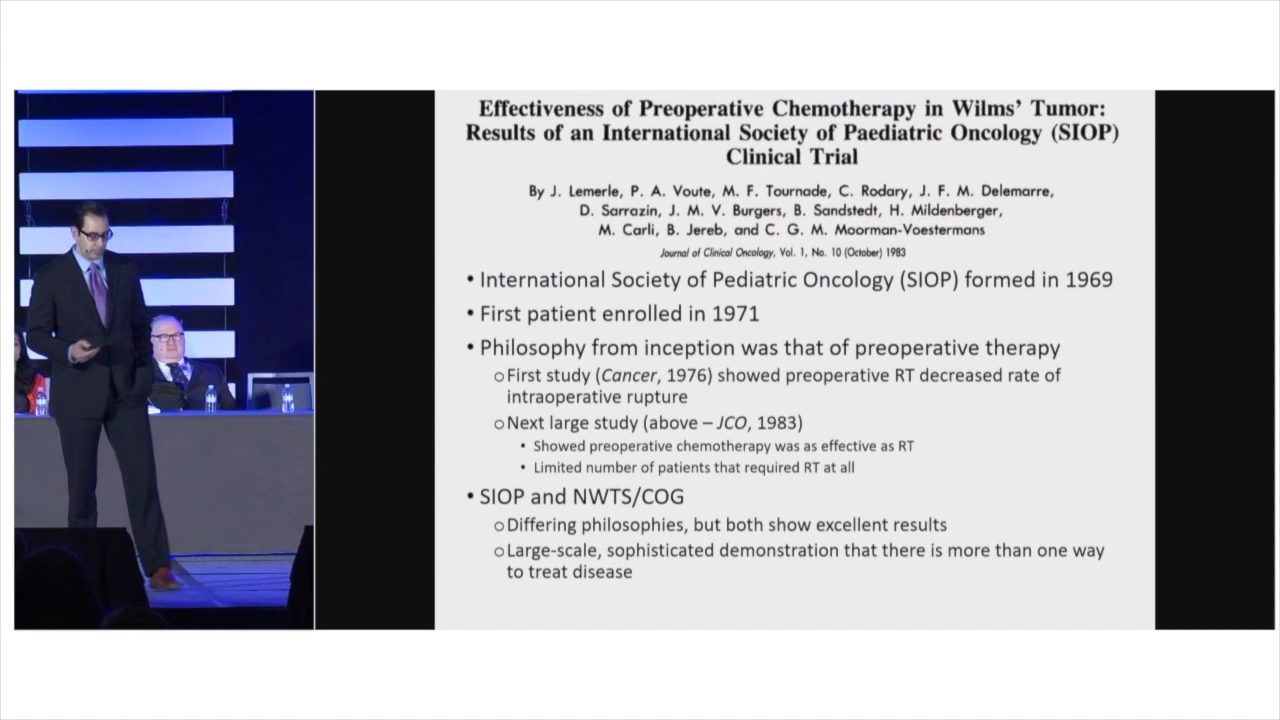 Effectiveness of Preoperative Chemotherapy in Wilms' Tumor:
Results of an International Society of Paediatric Oncology (SIOP)
Clinical Trial
By J. Lemerle, P. A. Voute, M. F. Tournade, C. Rodary, J. F. M. Delemarre,
D. Sarrazin, J. M. V. Burgers, B. Sandstedt, H. Mildenberger,
M. Carli, B. Jereb, and C. G. M. Moorman-Voestermans
Journal of Clinical Oncology, Vol. 1, No. 10 (October) 1983
• International Society of Pediatric Oncology (SIOP) formed in 1969
• First patient enrolled in 1971
• Philosophy from inception was that of preoperative therapy
o First study (Cancer, 1976) showed preoperative RT decreased rate of
intraoperative rupture
o Next large study (above – JCO, 1983)
• Showed preoperative chemotherapy was as effective as RT
• Limited number of patients that required RT at all
• SIOP and NWTS/COG
o Differing philosophies, but both show excellent results
o Large-scale, sophisticated demonstration that there is more than one way
to treat disease